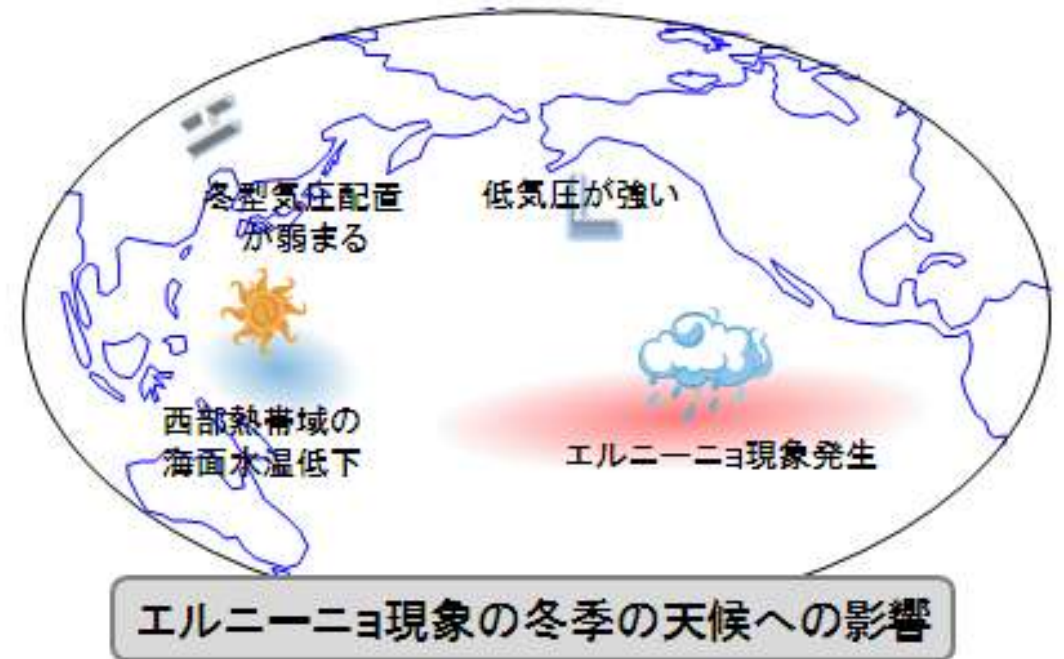 冬型気圧配置
が弱まる
低気圧が強い
西部熱帯域の
海面水温低下
エルニーニョ現象発生
エルニーニョ現象の冬季の天候への影響